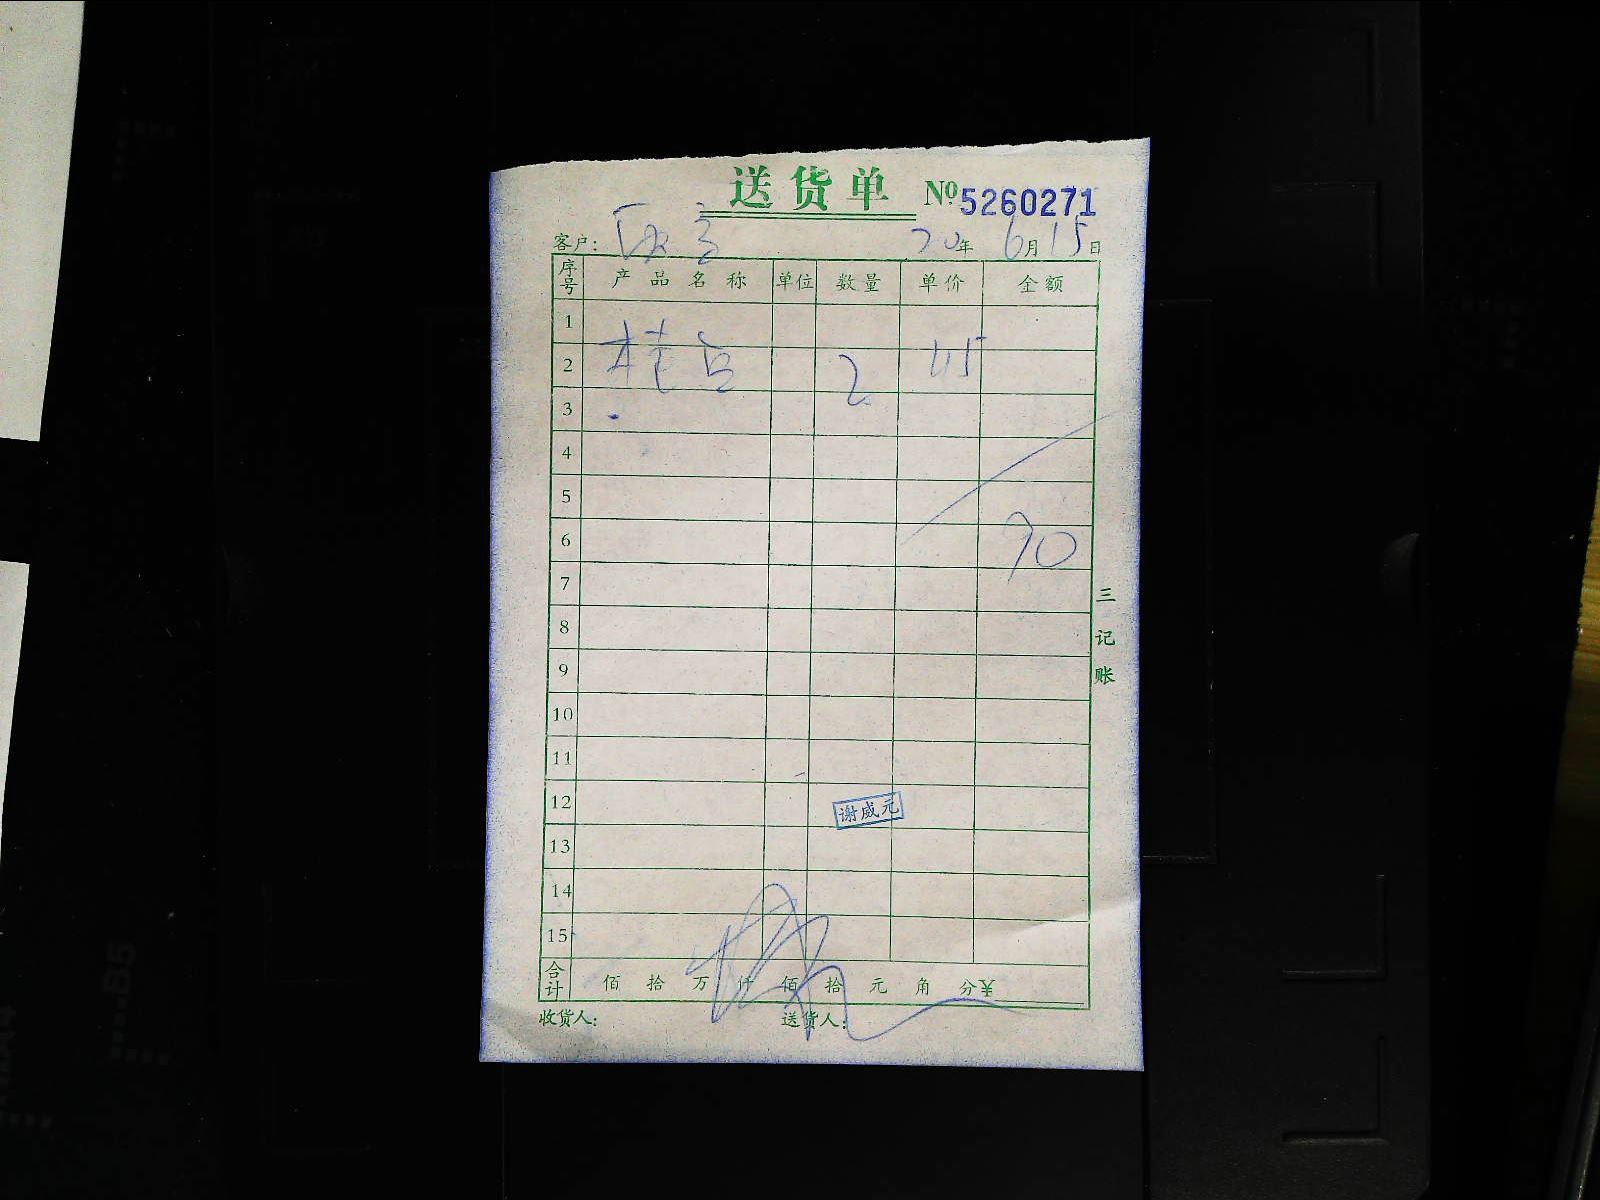 送货单 №5260271
客户: 20年 6月15日
序号 产品名称 单位 数量 单价 金额
1
2 2 45
3
4
5
6 90
7
8
9
10
11
12 谢威元
13
14
15
合计 佰 拾 万 仟 佰 拾 元 角 分¥
收货人: 送货人:
三记账
B5